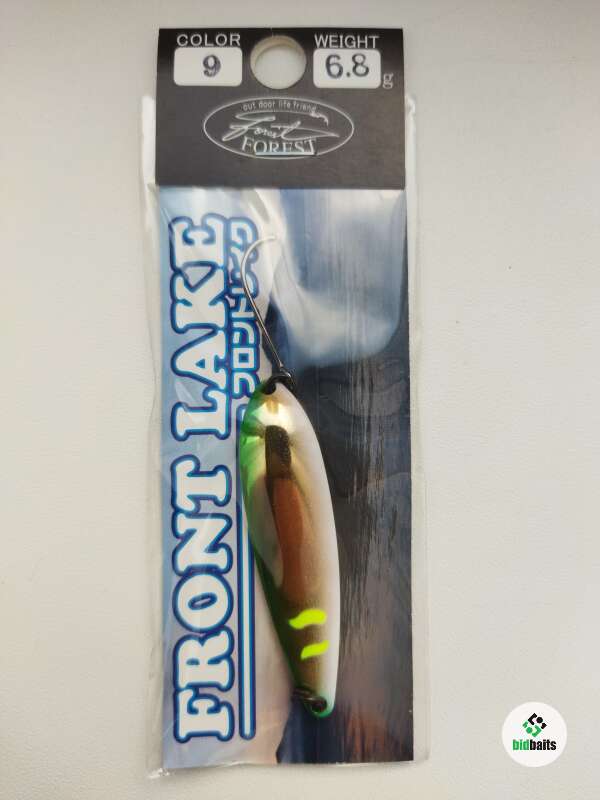 COLOR
WEIGHT
9
6.8 g
out door life friend
Forest
FOREST
FRONT LAKE
フロントレイク
bidbaits